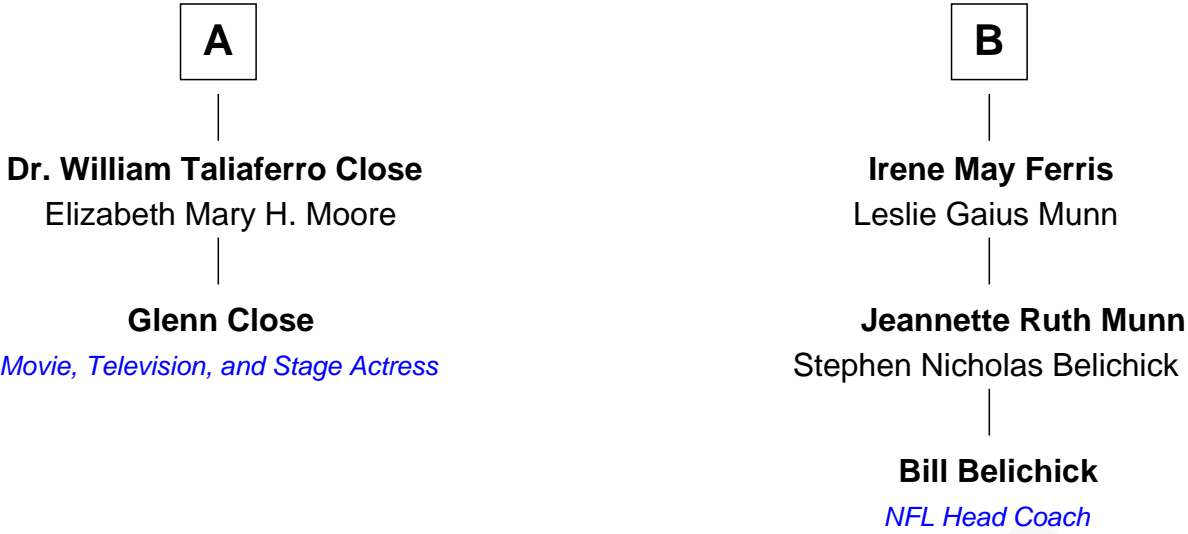 A
Dr. William Taliaferro Close
Elizabeth Mary H. Moore
Glenn Close
Movie, Television, and Stage Actress
B
Irene May Ferris
Leslie Gaius Munn
Jeannette Ruth Munn
Stephen Nicholas Belichick
Bill Belichick
NFL Head Coach